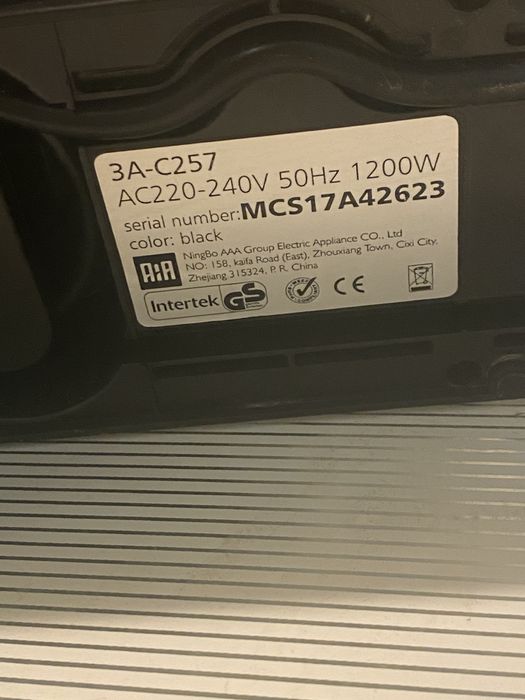 3A-C257
AC220-240V 50Hz 1200W
serial number:MCS17A42623
color: black
NingBo AAA Group Electric Appliance CO., Ltd
NO: 158, kaifa Road (East), Zhouxiang Town, Cixi City,
Zhejiang 315324, P. R. China
AAA
Intertek GS
CE